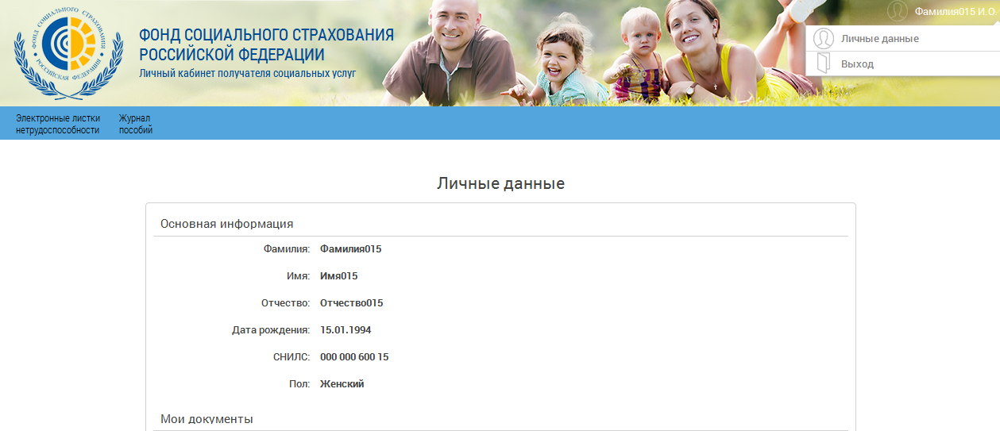 ФОНД СОЦИАЛЬНОГО СТРАХОВАНИЯ
РОССИЙСКАЯ ФЕДЕРАЦИЯ
ФОНД СОЦИАЛЬНОГО СТРАХОВАНИЯ
РОССИЙСКОЙ ФЕДЕРАЦИИ
Личный кабинет получателя социальных услуг
Фамилия015 И.О.
Личные данные
Выход
Электронные листки
нетрудоспособности
Журнал
пособий
Личные данные
Основная информация
Фамилия: Фамилия015
Имя: Имя015
Отчество: Отчество015
Дата рождения: 15.01.1994
СНИЛС: 000 000 600 15
Пол: Женский
Мои документы